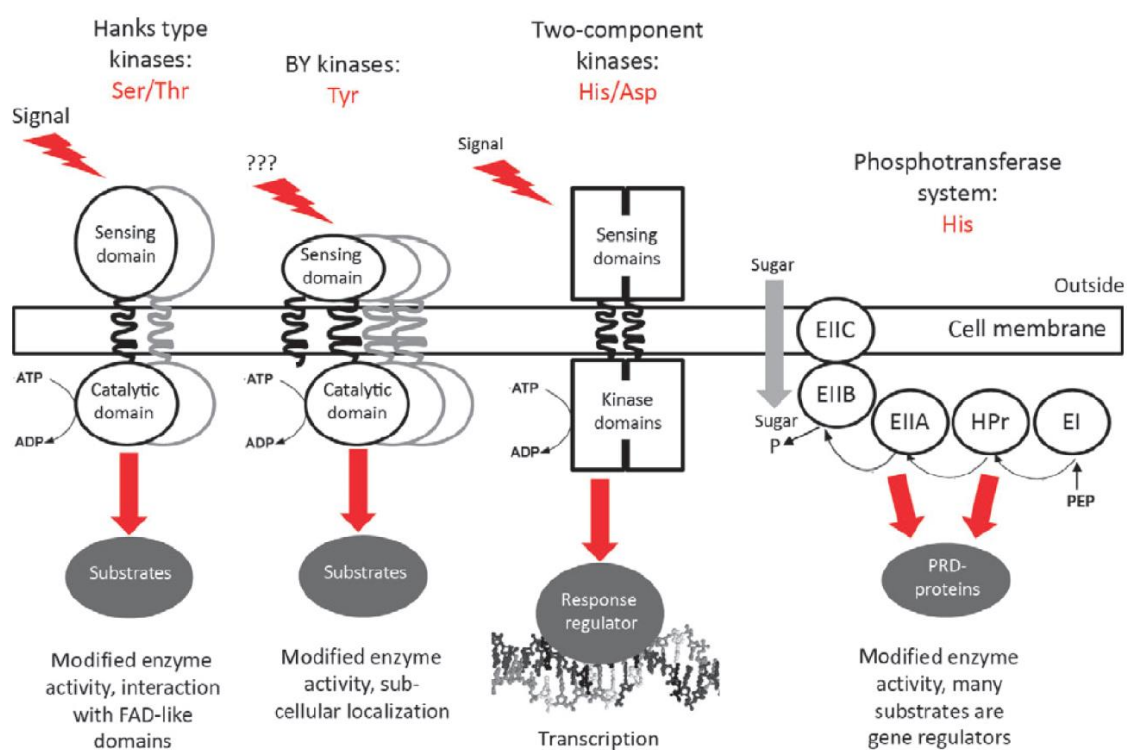 Hanks type
kinases:
Ser/Thr
Signal
Sensing
domain
ATP
Catalytic
domain
ADP
Substrates
Modified enzyme
activity, interaction
with FAD-like
domains
BY kinases:
Tyr
???
Sensing
domain
ATP
Catalytic
domain
ADP
Substrates
Modified enzyme
activity, sub-
cellular localization
Two-component
kinases:
His/Asp
Signal
Sensing
domains
ATP
Kinase
domains
ADP
Response
regulator
Transcription
Phosphotransferase
system:
His
Sugar
Outside
EIIC
Cell membrane
EIIB
Sugar
P
EIIA
HPr
EI
PEP
PRD-
proteins
Modified enzyme
activity, many
substrates are
gene regulators